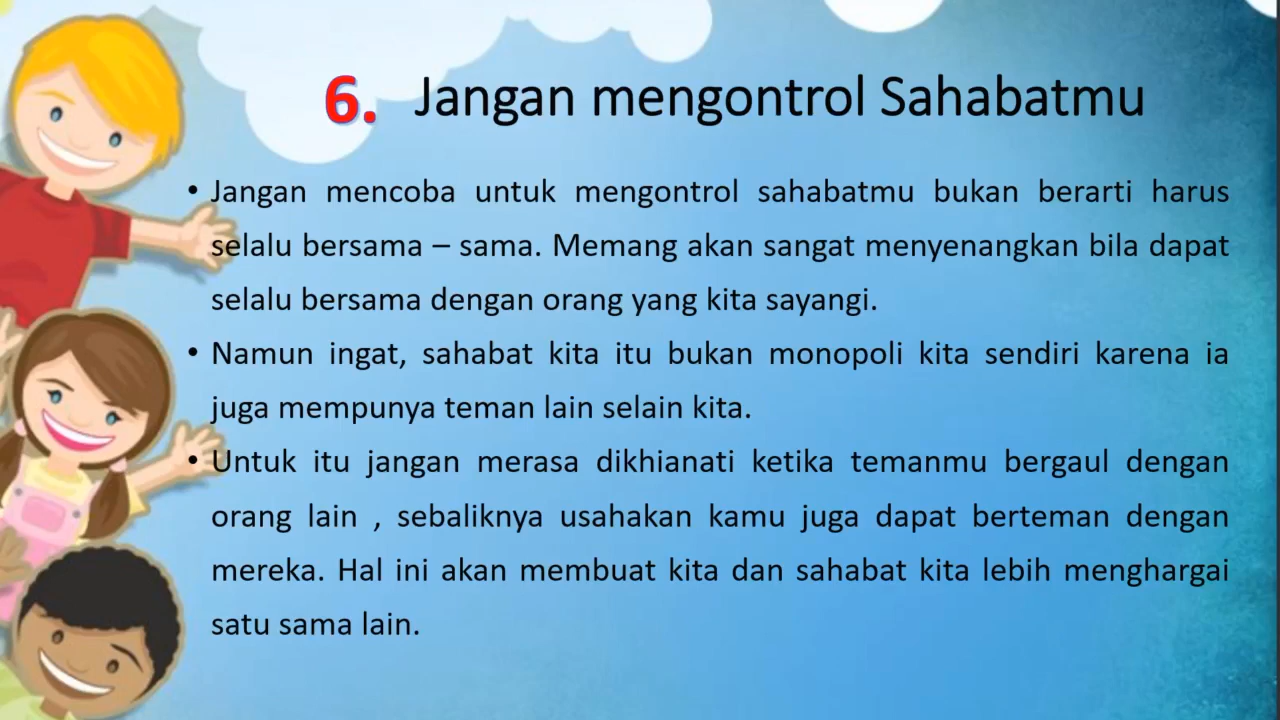 6. Jangan mengontrol Sahabatmu
• Jangan mencoba untuk mengontrol sahabatmu bukan berarti harus
selalu bersama – sama. Memang akan sangat menyenangkan bila dapat
selalu bersama dengan orang yang kita sayangi.
• Namun ingat, sahabat kita itu bukan monopoli kita sendiri karena ia
juga mempunya teman lain selain kita.
• Untuk itu jangan merasa dikhianati ketika temanmu bergaul dengan
orang lain , sebaliknya usahakan kamu juga dapat berteman dengan
mereka. Hal ini akan membuat kita dan sahabat kita lebih menghargai
satu sama lain.